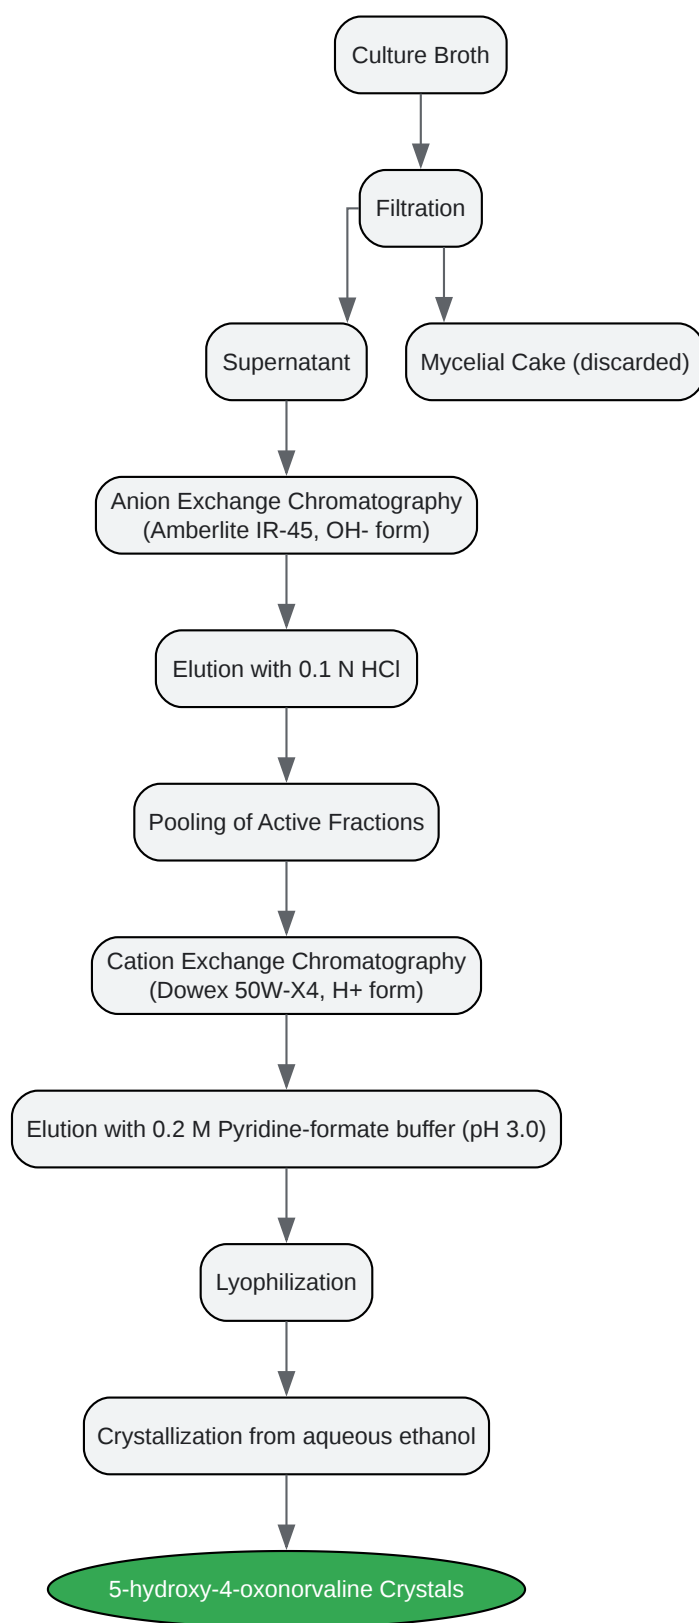 Culture Broth
Filtration
Supernatant
Mycelial Cake (discarded)
Anion Exchange Chromatography
(Amberlite IR-45, OH- form)
Elution with 0.1 N HCl
Pooling of Active Fractions
Cation Exchange Chromatography
(Dowex 50W-X4, H+ form)
Elution with 0.2 M Pyridine-formate buffer (pH 3.0)
Lyophilization
Crystallization from aqueous ethanol
5-hydroxy-4-oxonorvaline Crystals